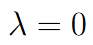 λ = 0